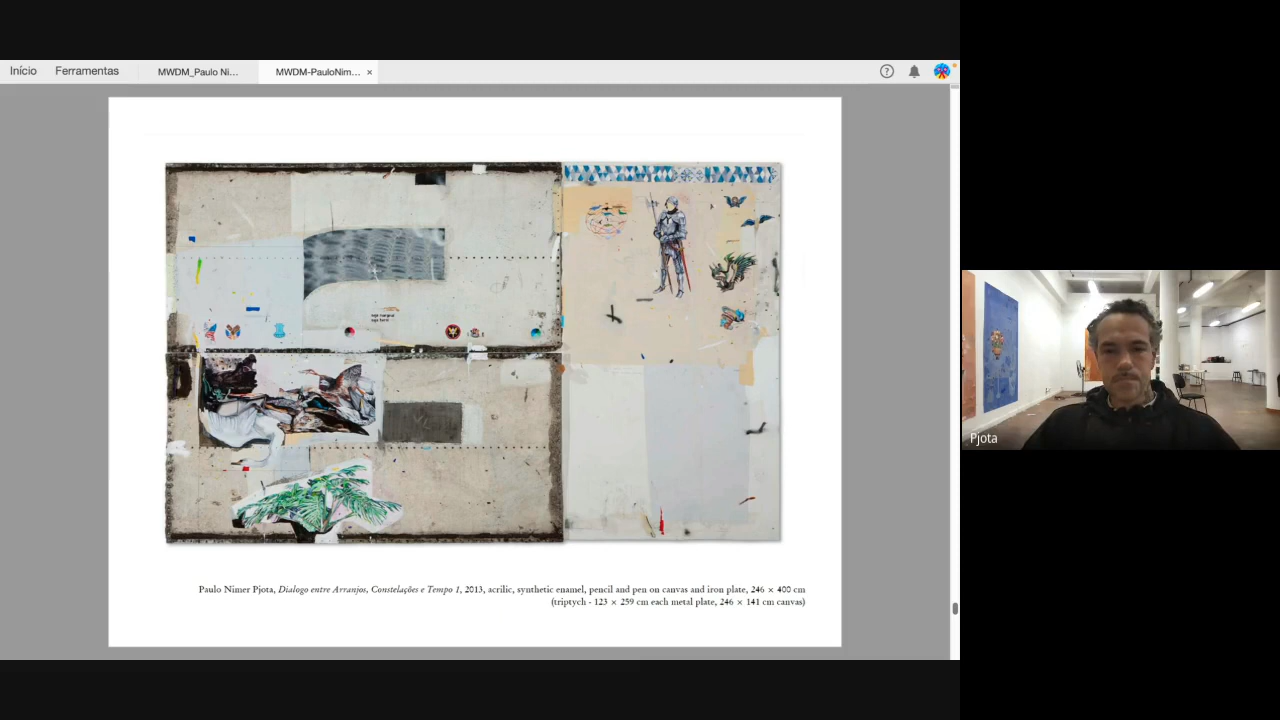 Início Ferramentas MWDM_Paulo Ni... MWDM-PauloNim... ×
Paulo Nimer Pjota, Dialogo entre Arranjos, Constelações e Tempo 1, 2013, acrilic, synthetic enamel, pencil and pen on canvas and iron plate, 246 × 400 cm
(triptych - 123 × 259 cm each metal plate, 246 × 141 cm canvas)
Pjota